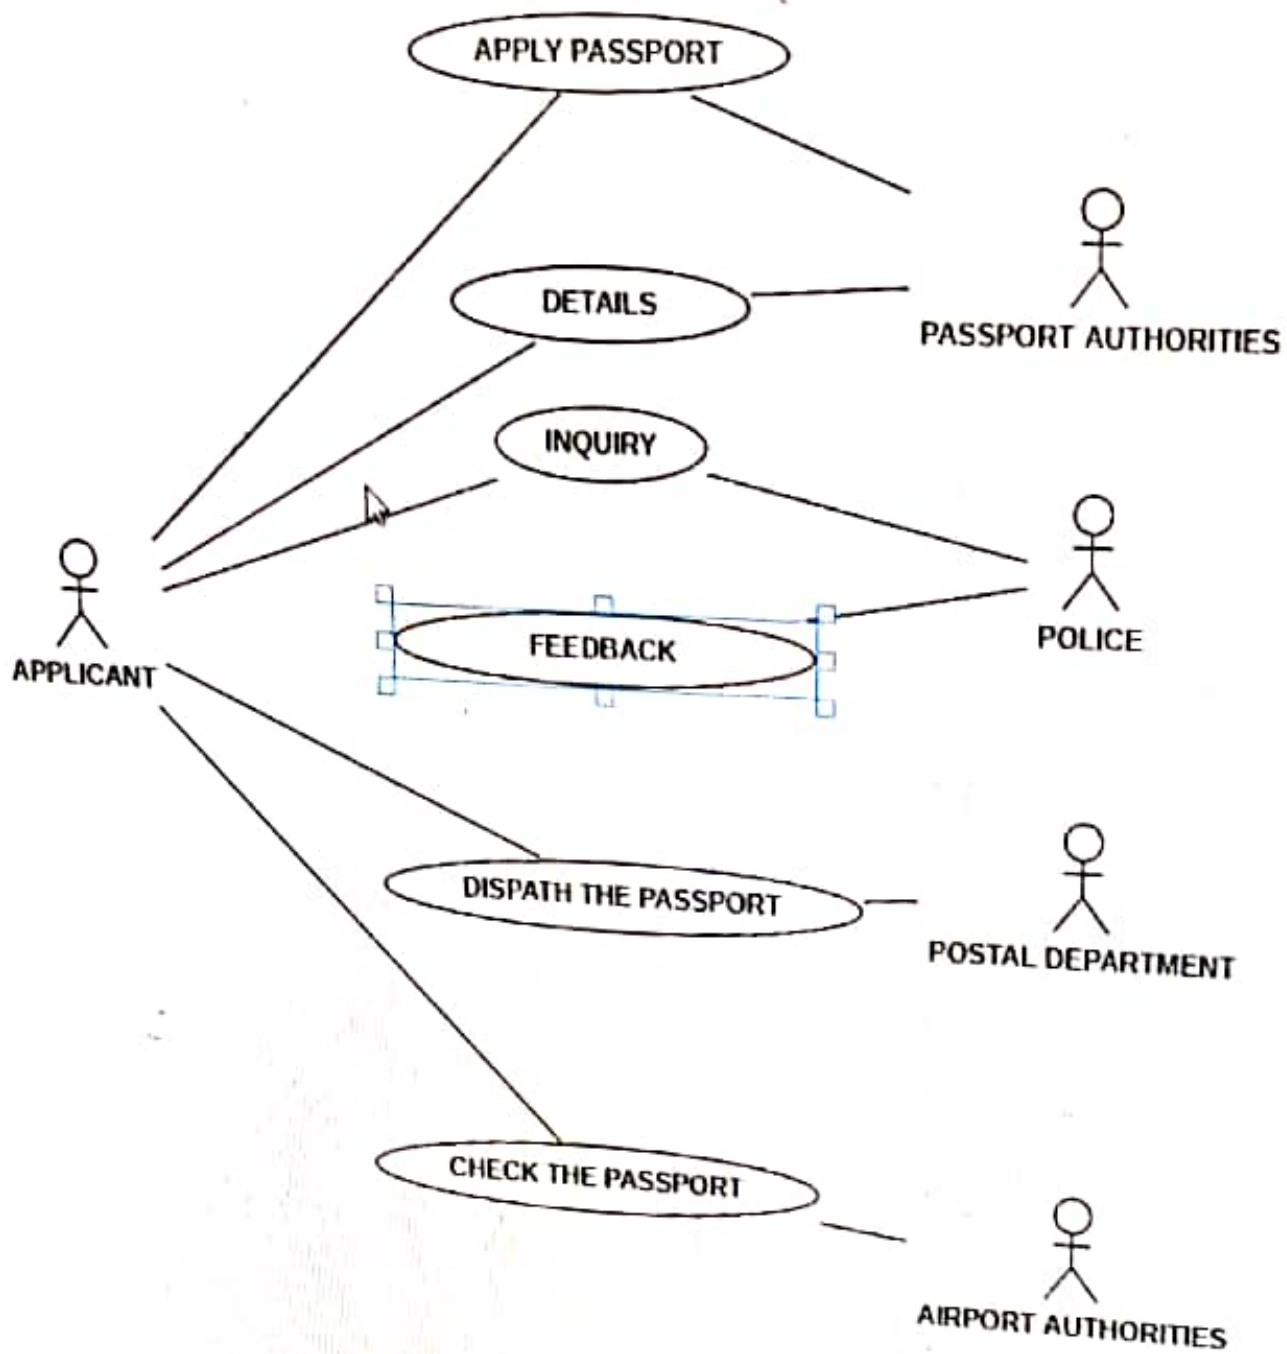 APPLY PASSPORT
DETAILS
PASSPORT AUTHORITIES
INQUIRY
FEEDBACK
POLICE
APPLICANT
DISPATH THE PASSPORT
POSTAL DEPARTMENT
CHECK THE PASSPORT
AIRPORT AUTHORITIES